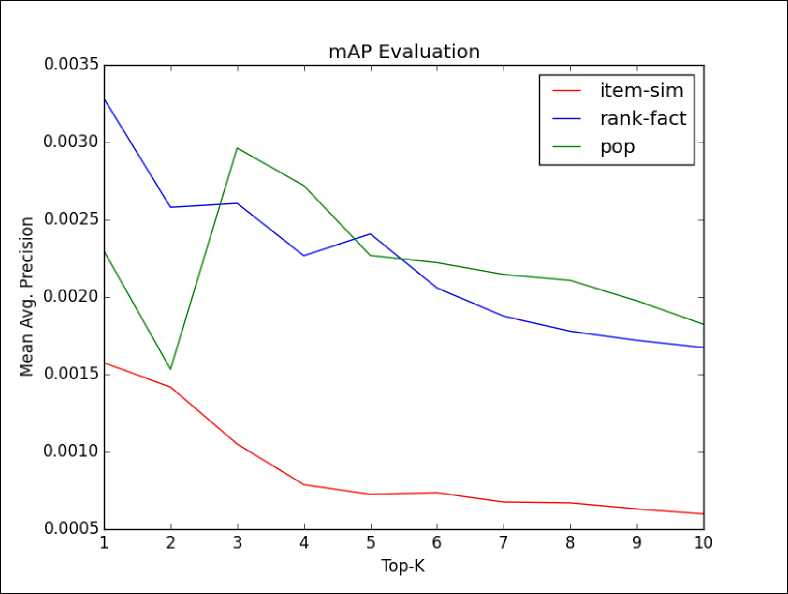 mAP Evaluation
0.0035
0.0030
0.0025
0.0020
0.0015
0.0010
0.0005
Mean Avg. Precision
item-sim
rank-fact
pop
1 2 3 4 5 6 7 8 9 10
Top-K